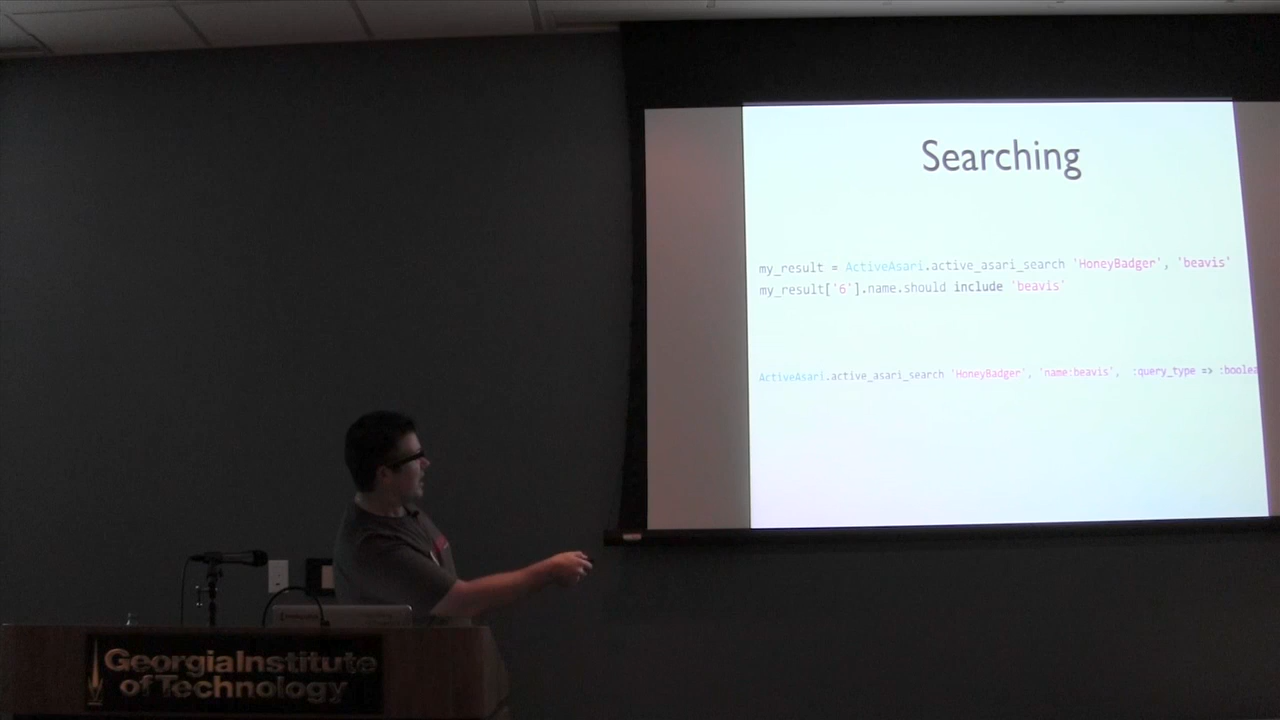 Searching
my_result = ActiveAsari.active_asari_search 'HoneyBadger', 'beavis'
my_result['6'].name.should include 'beavis'
ActiveAsari.active_asari_search 'HoneyBadger', 'name:beavis', :query_type => :boolea
GeorgiaInstitute
of Technology